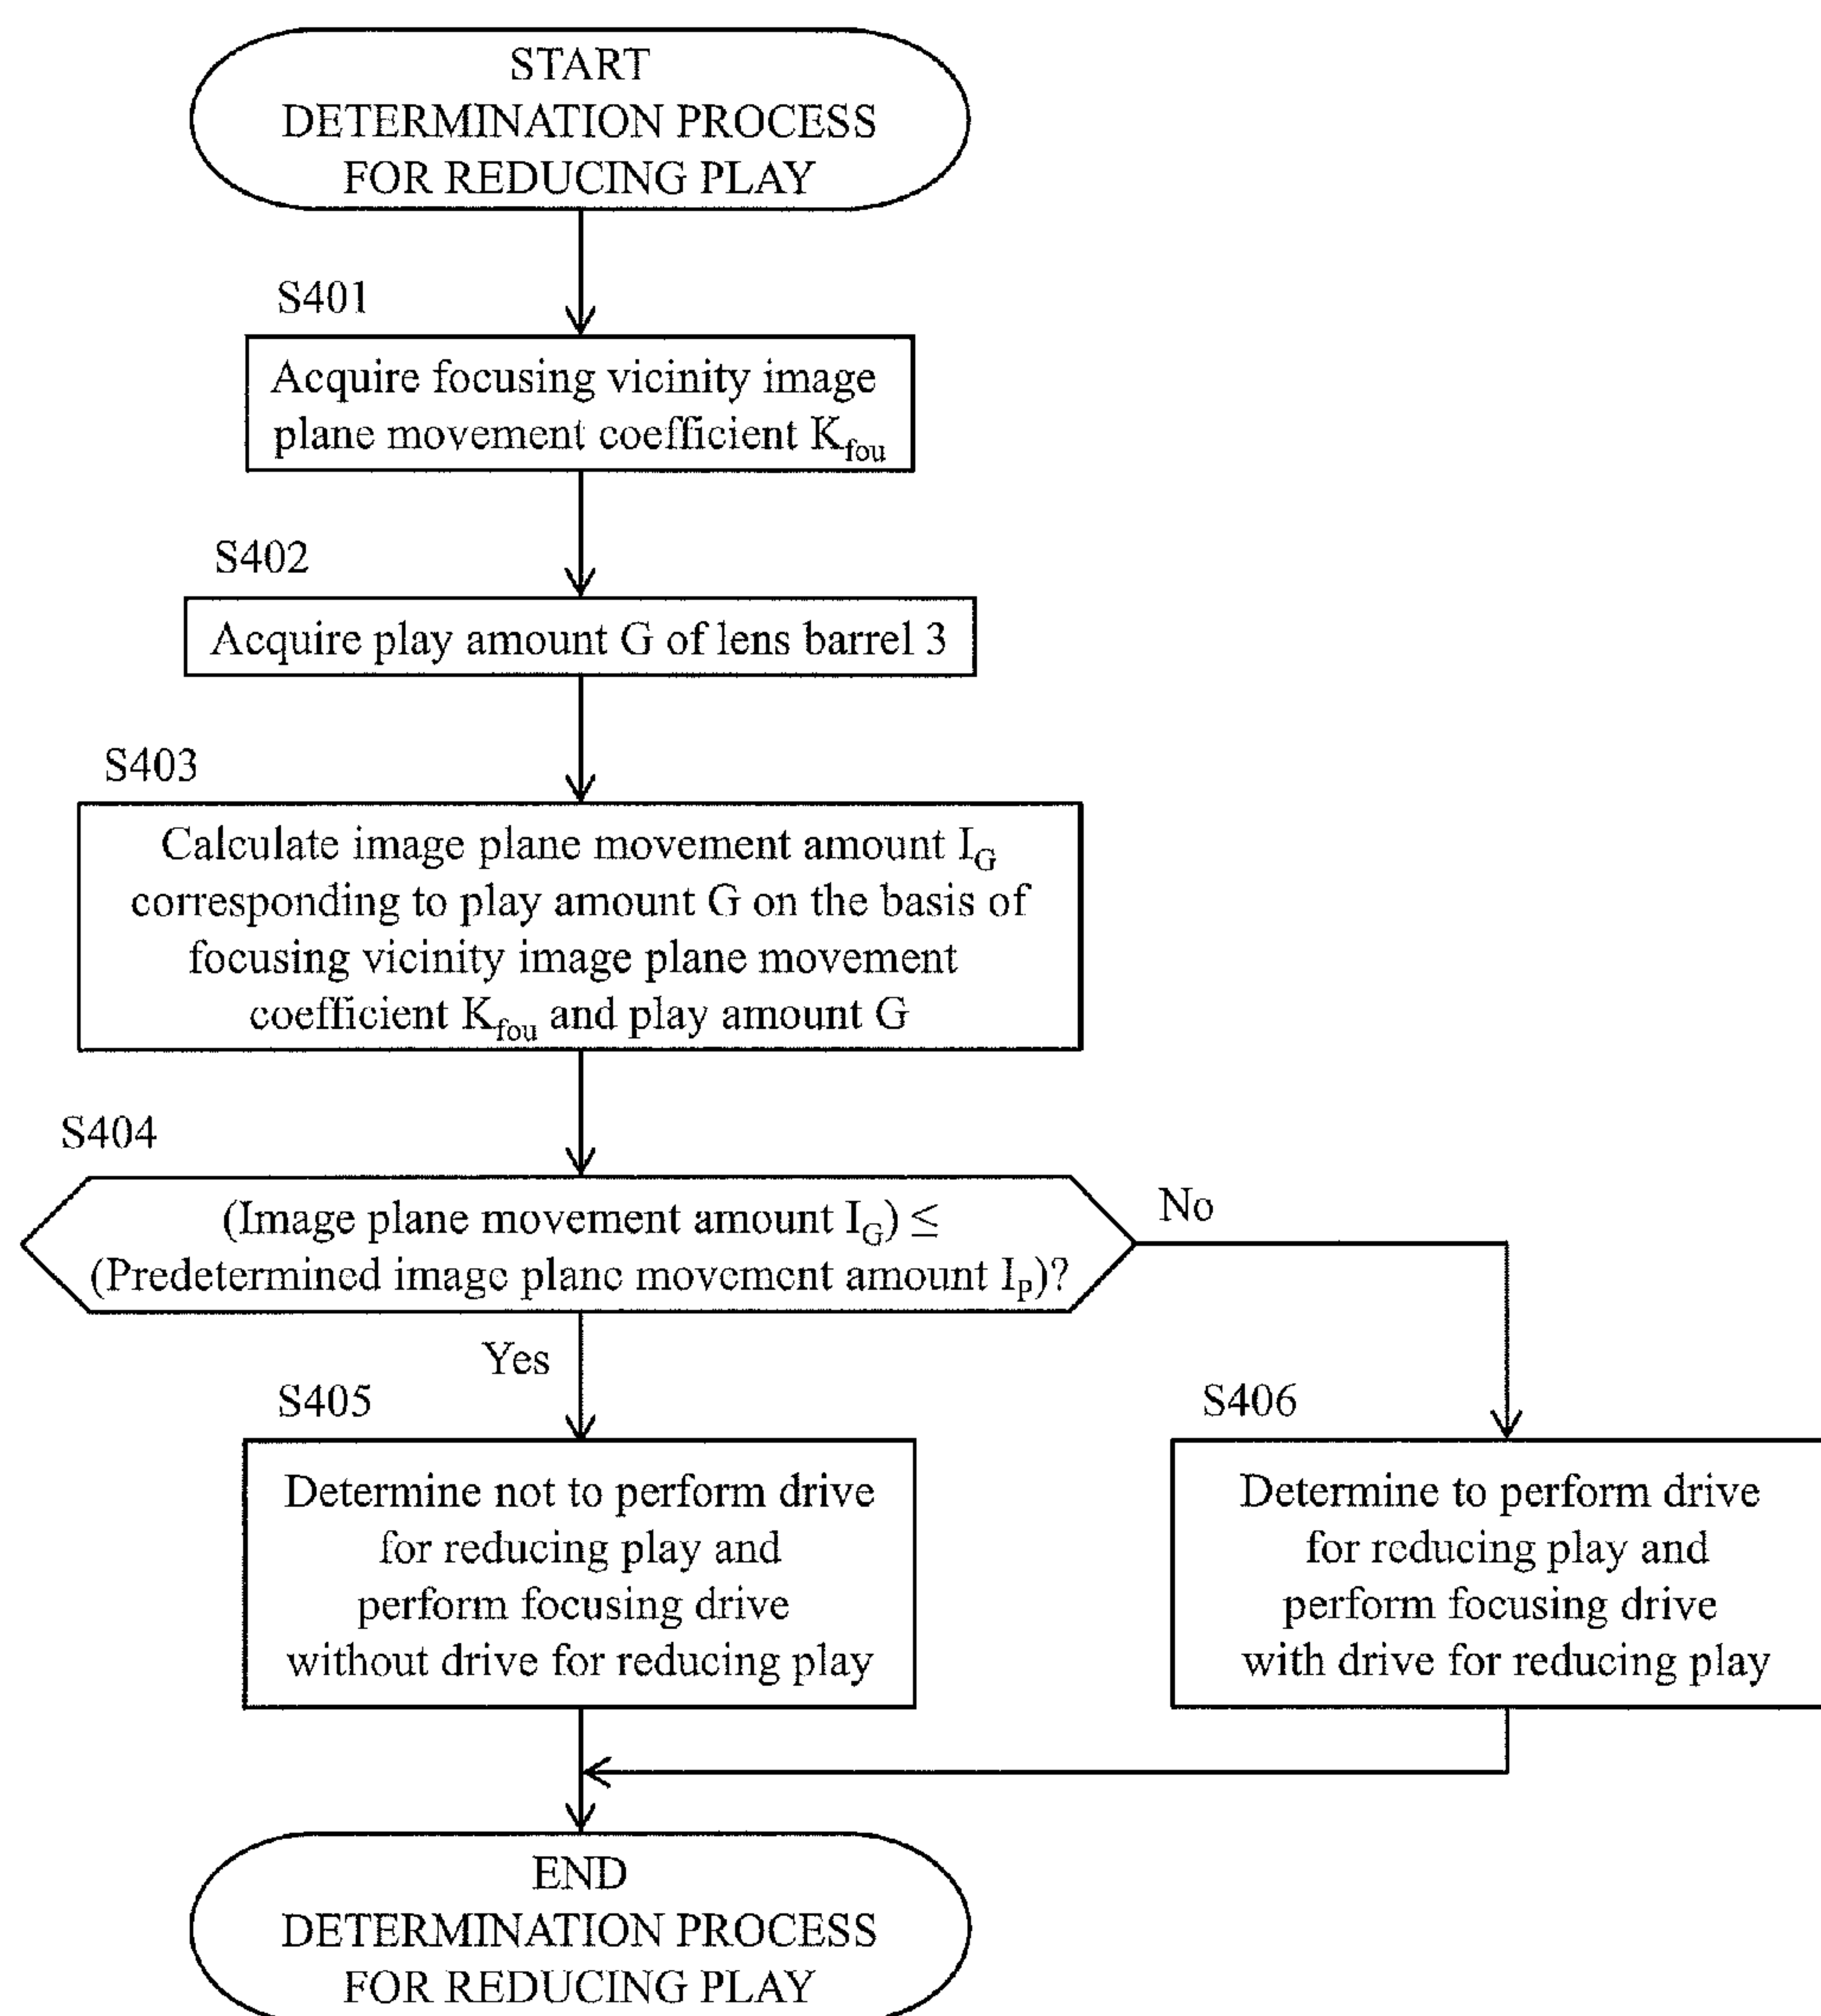 START
DETERMINATION PROCESS
FOR REDUCING PLAY
S401
Acquire focusing vicinity image
plane movement coefficient K_fou
S402
Acquire play amount G of lens barrel 3
S403
Calculate image plane movement amount I_G
corresponding to play amount G on the basis of
focusing vicinity image plane movement
coefficient K_fou and play amount G
S404
(Image plane movement amount I_G) ≤
(Predetermined image plane movement amount I_P)?
No
Yes
S405
Determine not to perform drive
for reducing play and
perform focusing drive
without drive for reducing play
S406
Determine to perform drive
for reducing play and
perform focusing drive
with drive for reducing play
END
DETERMINATION PROCESS
FOR REDUCING PLAY